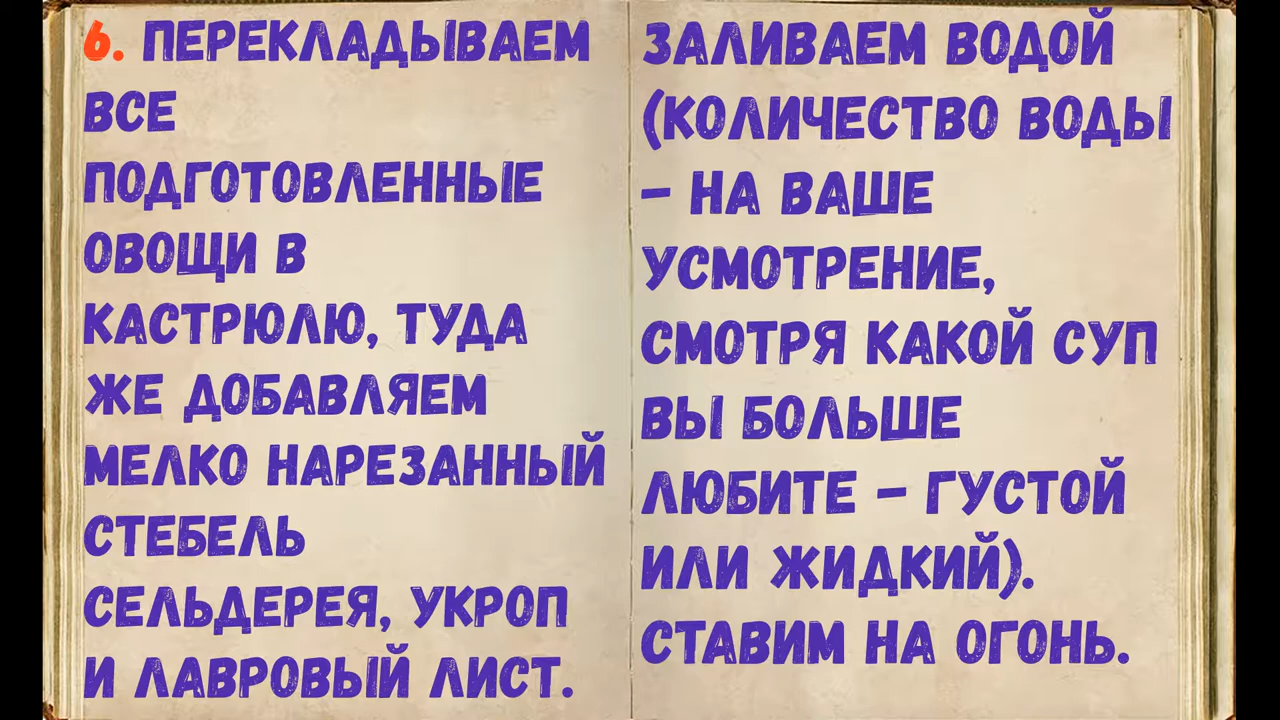 6. ПЕРЕКЛАДЫВАЕМ
ВСЕ
ПОДГОТОВЛЕННЫЕ
ОВОЩИ В
КАСТРЮЛЮ, ТУДА
ЖЕ ДОБАВЛЯЕМ
МЕЛКО НАРЕЗАННЫЙ
СТЕБЕЛЬ
СЕЛЬДЕРЕЯ, УКРОП
И ЛАВРОВЫЙ ЛИСТ.
ЗАЛИВАЕМ ВОДОЙ
(КОЛИЧЕСТВО ВОДЫ
– НА ВАШЕ
УСМОТРЕНИЕ,
СМОТРЯ КАКОЙ СУП
ВЫ БОЛЬШЕ
ЛЮБИТЕ – ГУСТОЙ
ИЛИ ЖИДКИЙ).
СТАВИМ НА ОГОНЬ.